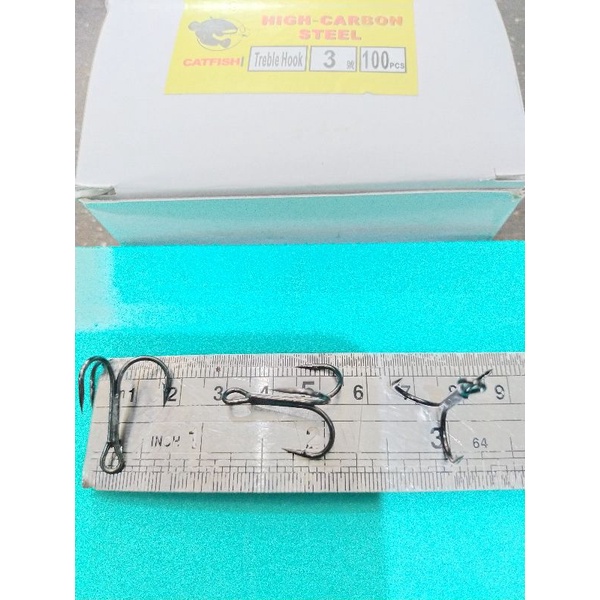 HIGH-CARBON
STEEL
CATFISH Treble Hook 3 號 100PCS
1 2 3 4 5 6 7 8 9
INCH 1 2 3 64